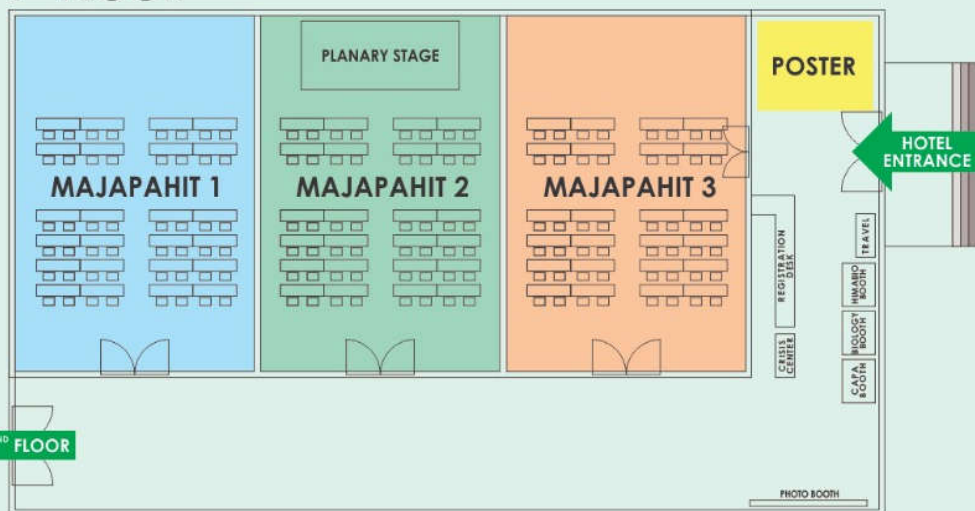 PLANARY STAGE
POSTER
HOTEL
ENTRANCE
MAJAPAHIT 1
MAJAPAHIT 2
MAJAPAHIT 3
REGISTRATION
DESK
TRAVEL
HIMABIO
BOOTH
BIOLOGY
BOOTH
CRISIS
CENTER
CAPA
BOOTH
ND FLOOR
PHOTO BOOTH